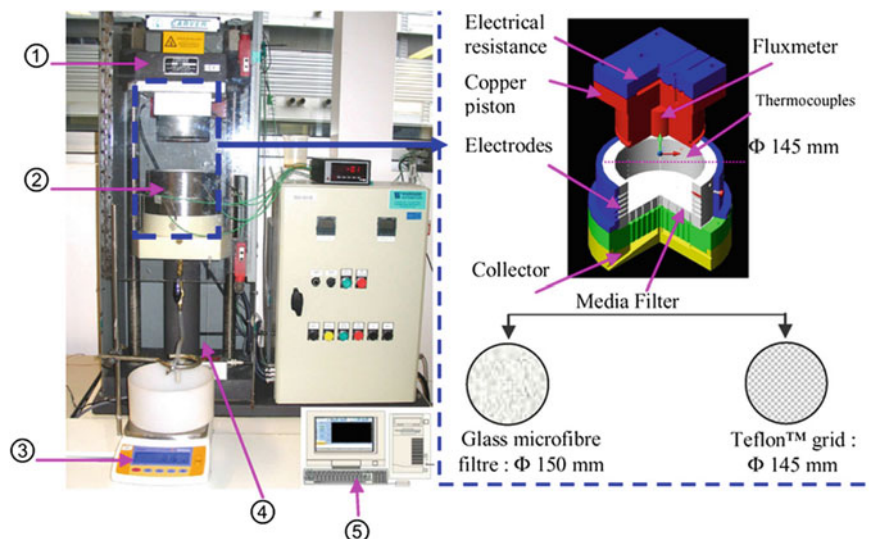 CARVER
①
②
③
④
⑤
Electrical
resistance
Fluxmeter
Copper
piston
Thermocouples
Electrodes
Φ 145 mm
Collector
Media Filter
Glass microfibre
filtre : Φ 150 mm
Teflon™ grid :
Φ 145 mm